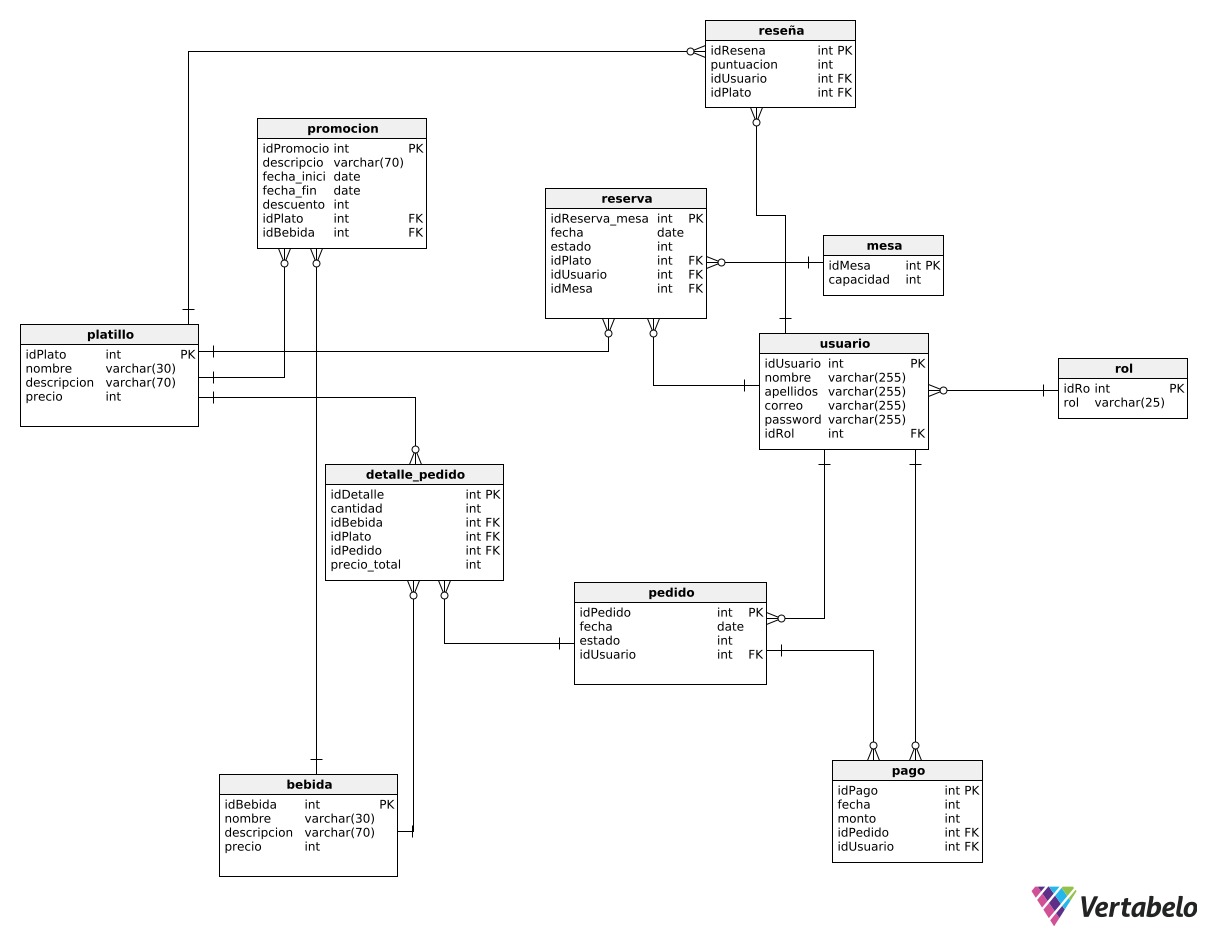 reseña
idResena int PK
puntuacion int
idUsuario int FK
idPlato int FK
promocion
idPromocio int PK
descripcio varchar(70)
fecha_inici date
fecha_fin date
descuento int
idPlato int FK
idBebida int FK
reserva
idReserva_mesa int PK
fecha date
estado int
idPlato int FK
idUsuario int FK
idMesa int FK
mesa
idMesa int PK
capacidad int
platillo
idPlato int PK
nombre varchar(30)
descripcion varchar(70)
precio int
usuario
idUsuario int PK
nombre varchar(255)
apellidos varchar(255)
correo varchar(255)
password varchar(255)
idRol int FK
rol
idRo int PK
rol varchar(25)
detalle_pedido
idDetalle int PK
cantidad int
idBebida int FK
idPlato int FK
idPedido int FK
precio_total int
pedido
idPedido int PK
fecha date
estado int
idUsuario int FK
bebida
idBebida int PK
nombre varchar(30)
descripcion varchar(70)
precio int
pago
idPago int PK
fecha int
monto int
idPedido int FK
idUsuario int FK
Vertabelo